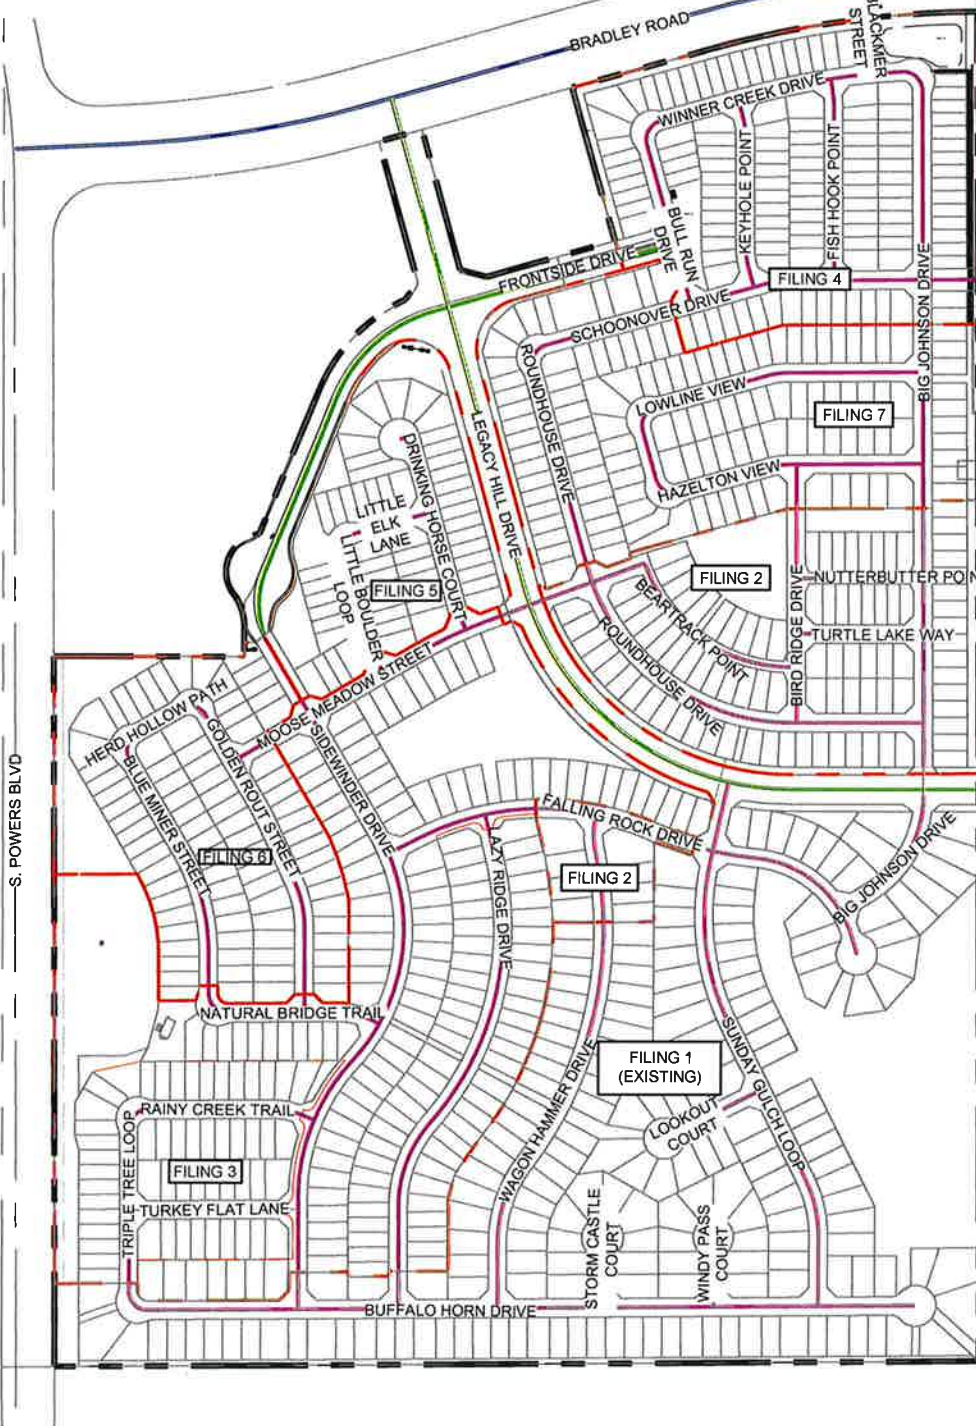 BRADLEY ROAD
BLACKMER
STREET
WINNER CREEK DRIVE
KEYHOLE POINT
FISH HOOK POINT
BULL RUN
DRIVE
FRONTSIDE DRIVE
FILING 4
BIG JOHNSON DRIVE
SCHOONOVER DRIVE
ROUNDHOUSE DRIVE
LOWLINE VIEW
FILING 7
LEGACY HILL DRIVE
DRINKING HORSE COURT
HAZELTON VIEW
LITTLE
ELK
LANE
LITTLE BOULDER
LOOP
FILING 5
FILING 2
NUTTERBUTTER POIN
BEARTRACK POINT
BIRD RIDGE DRIVE
TURTLE LAKE WAY
ROUNDHOUSE DRIVE
MOOSE MEADOW STREET
HERD HOLLOW PATH
GOLDEN ROUT STREET
SIDEWINDER DRIVE
BLUE MINER STREET
S. POWERS BLVD
FALLING ROCK DRIVE
LAZY RIDGE DRIVE
FILING 6
FILING 2
BIG JOHNSON DRIVE
NATURAL BRIDGE TRAIL
FILING 1
(EXISTING)
SUNDAY GULCH LOOP
WAGON HAMMER DRIVE
LOOKOUT
COURT
RAINY CREEK TRAIL
TRIPLE TREE LOOP
FILING 3
TURKEY FLAT LANE
STORM CASTLE
COURT
WINDY PASS
COURT
BUFFALO HORN DRIVE